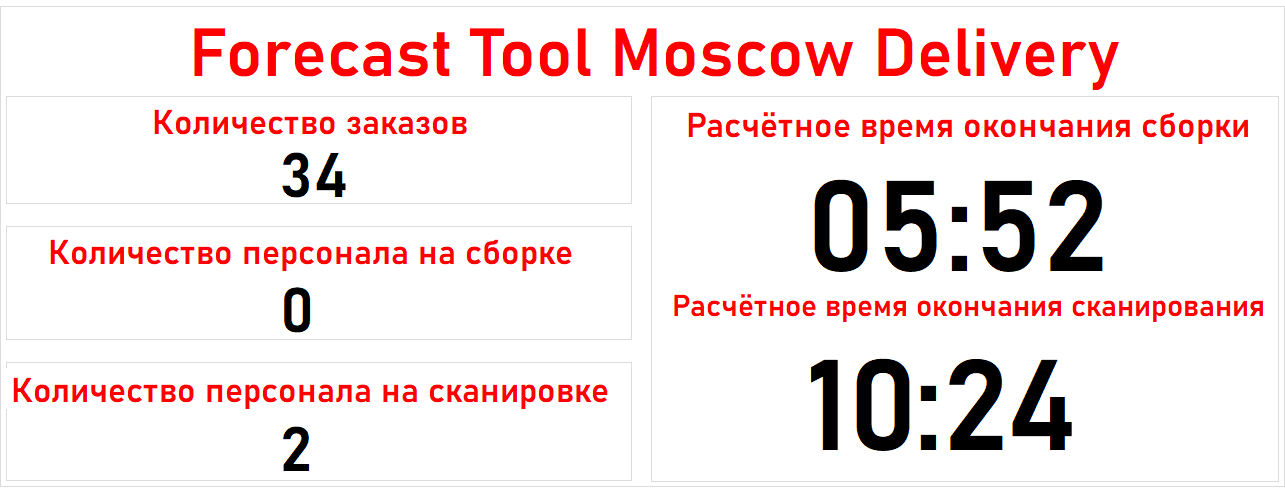 Forecast Tool Moscow Delivery
Количество заказов
34
Количество персонала на сборке
0
Количество персонала на сканировке
2
Расчётное время окончания сборки
05:52
Расчётное время окончания сканирования
10:24